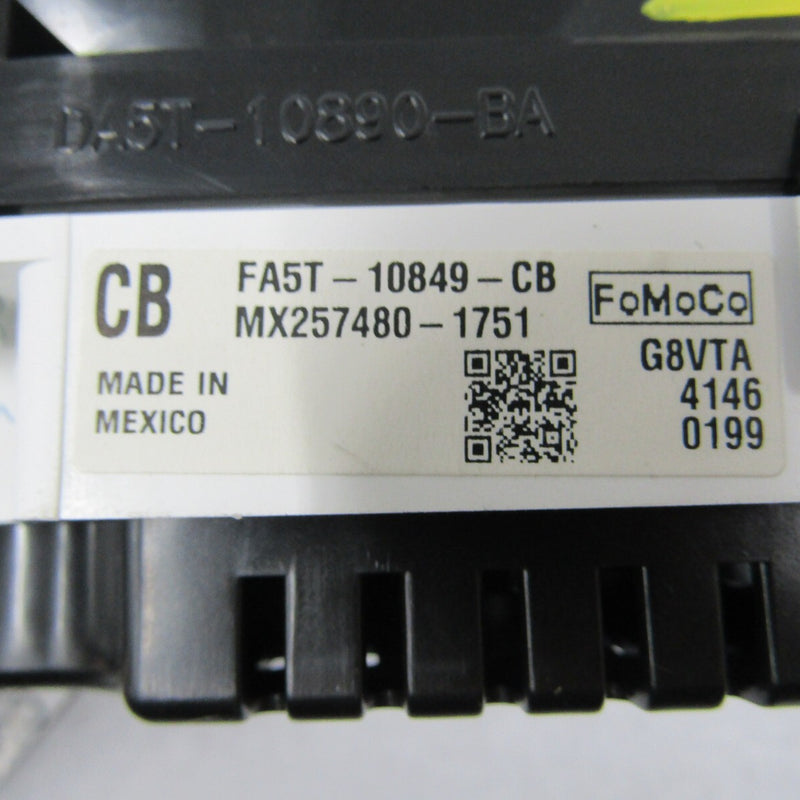 DA5T-10890-BA
CB
FA5T-10849-CB
MX257480-1751
FoMoCo
MADE IN
MEXICO
G8VTA
4146
0199